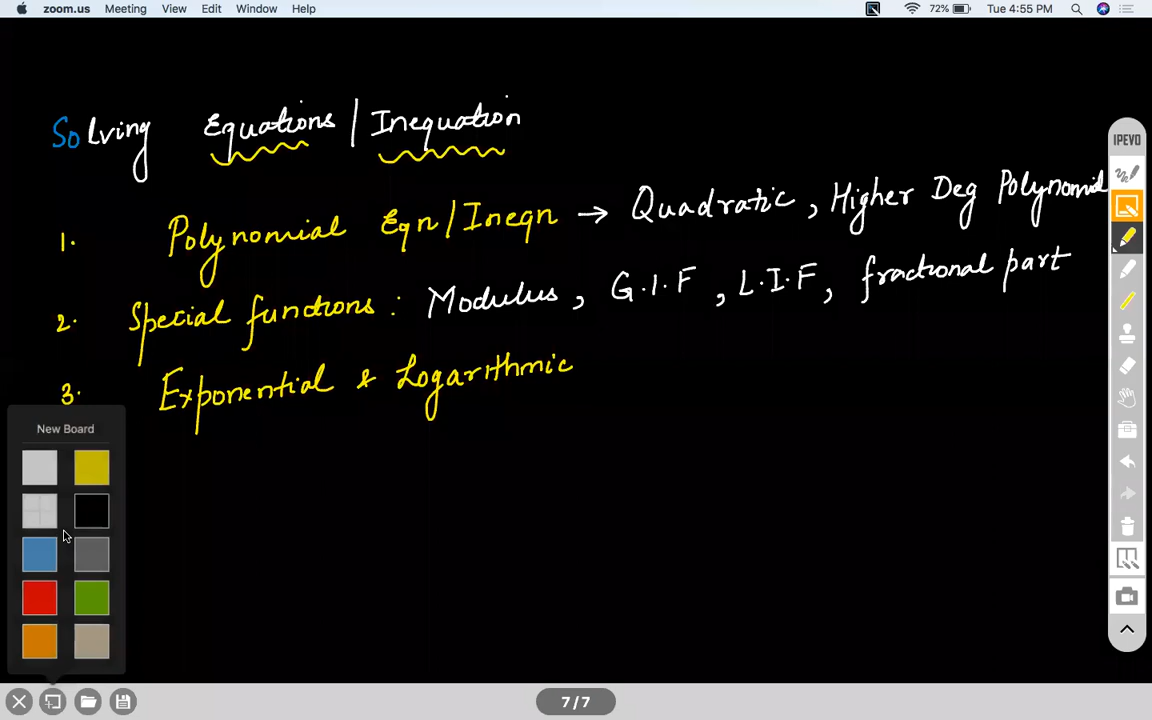 zoom.us Meeting View Edit Window Help 72% Tue 4:55 PM
Solving Equations / Inequation
IPEVO
1. Polynomial Eqn / Ineqn → Quadratic, Higher Deg Polynomial
2. Special functions : Modulus, G.I.F, L.I.F, fractional part
3. Exponential & Logarithmic
New Board
7/7